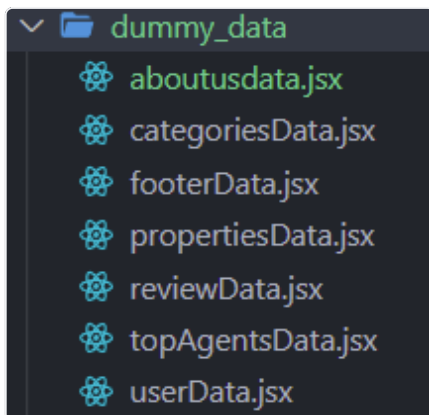 dummy_data
aboutusdata.jsx
categoriesData.jsx
footerData.jsx
propertiesData.jsx
reviewData.jsx
topAgentsData.jsx
userData.jsx